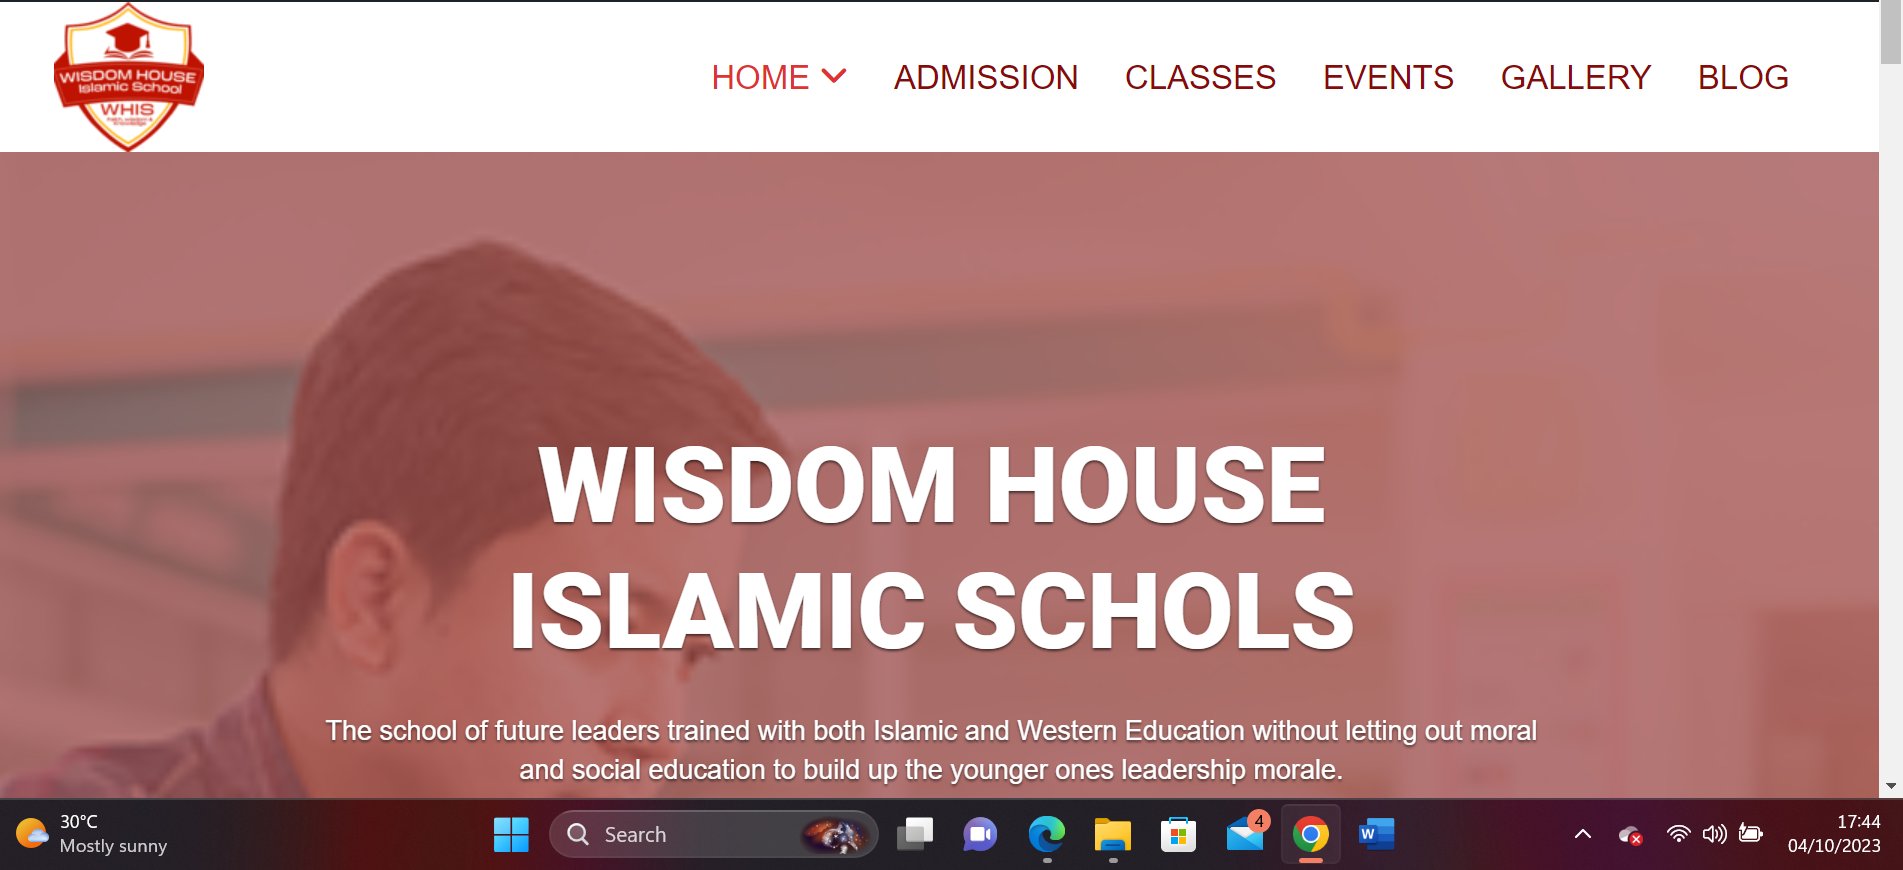 WISDOM HOUSE
Islamic School
WHIS
HOME
ADMISSION
CLASSES
EVENTS
GALLERY
BLOG
WISDOM HOUSE
ISLAMIC SCHOLS
The school of future leaders trained with both Islamic and Western Education without letting out moral
and social education to build up the younger ones leadership morale.
30°C
Mostly sunny
Search
4
17:44
04/10/2023